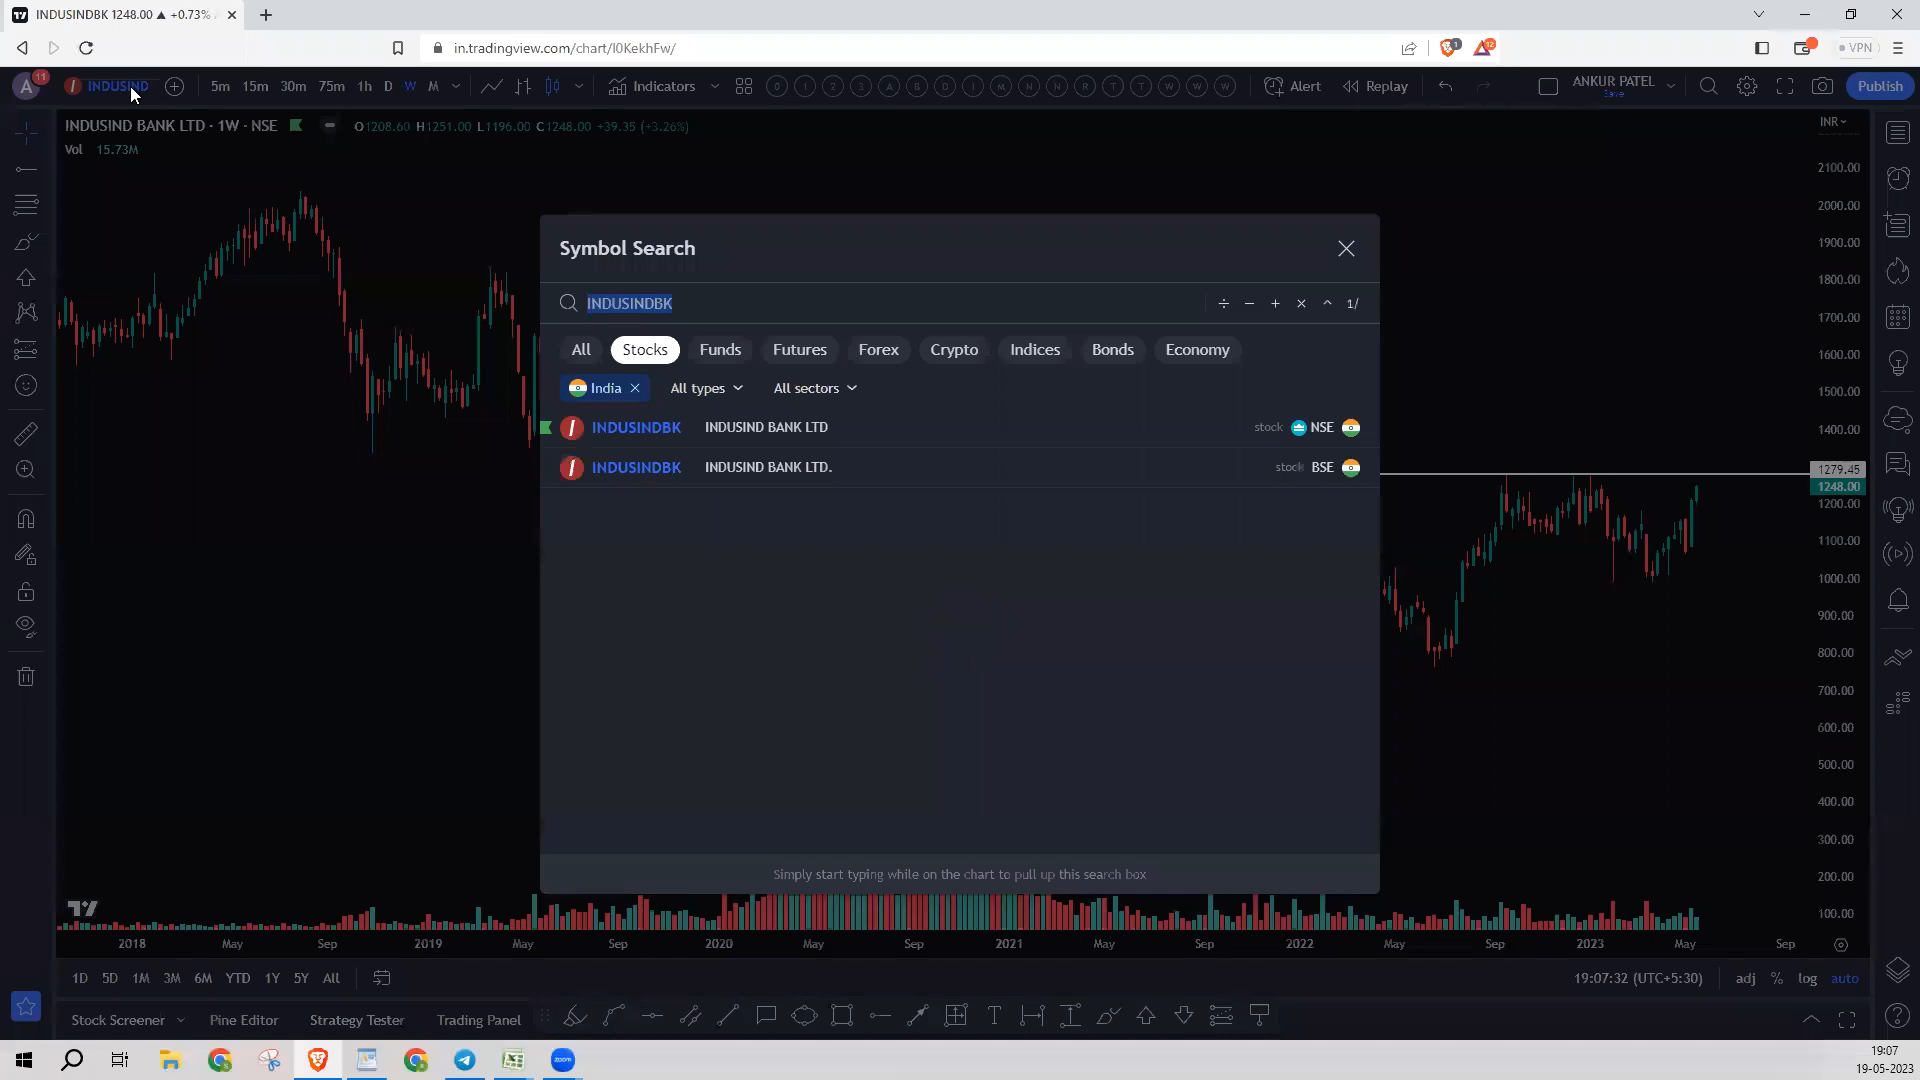 INDUSINDBK 1248.00 ▲ +0.73%
in.tradingview.com/chart/l0KekhFw/
VPN
A 11 INDUSIND 5m 15m 30m 75m 1h D W M Indicators Alert Replay ANKUR PATEL Save Publish
INDUSIND BANK LTD · 1W · NSE O1208.60 H1251.00 L1196.00 C1248.00 +39.35 (+3.26%)
INR
Vol 15.73M
2100.00
2000.00
1900.00
1800.00
1700.00
1600.00
1500.00
1400.00
1279.45
1248.00
1200.00
1100.00
1000.00
900.00
800.00
700.00
600.00
500.00
400.00
300.00
200.00
100.00
Symbol Search
INDUSINDBK ÷ − + × ^ 1/
All Stocks Funds Futures Forex Crypto Indices Bonds Economy
India All types All sectors
INDUSINDBK INDUSIND BANK LTD stock NSE
INDUSINDBK INDUSIND BANK LTD. stock BSE
Simply start typing while on the chart to pull up this search box
2018 May Sep 2019 May Sep 2020 May Sep 2021 May Sep 2022 May Sep 2023 May Sep
1D 5D 1M 3M 6M YTD 1Y 5Y All 19:07:32 (UTC+5:30) adj % log auto
Stock Screener Pine Editor Strategy Tester Trading Panel
zoom
19:07
19-05-2023